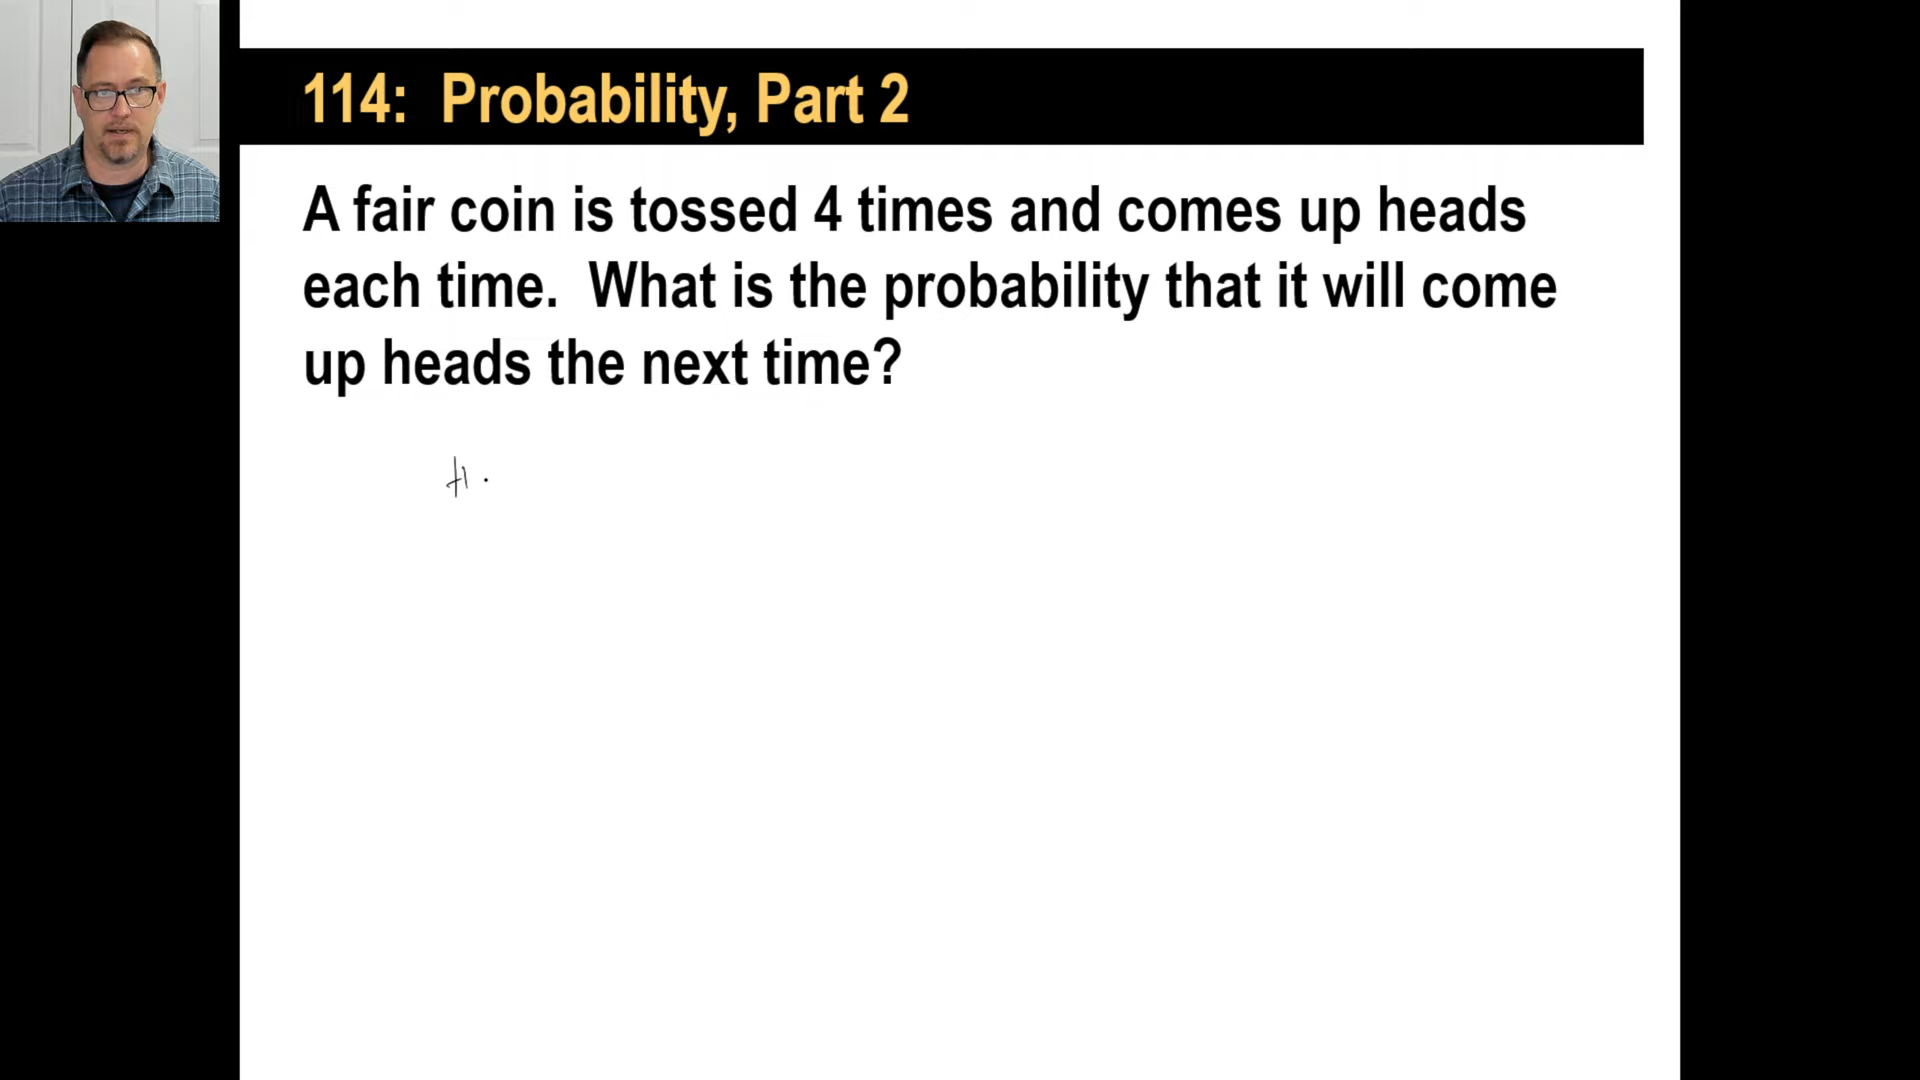 114: Probability, Part 2
A fair coin is tossed 4 times and comes up heads
each time. What is the probability that it will come
up heads the next time?
H.